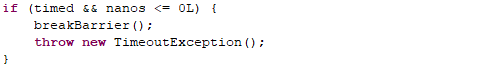 if (timed && nanos <= 0L) {
    breakBarrier();
    throw new TimeoutException();
}